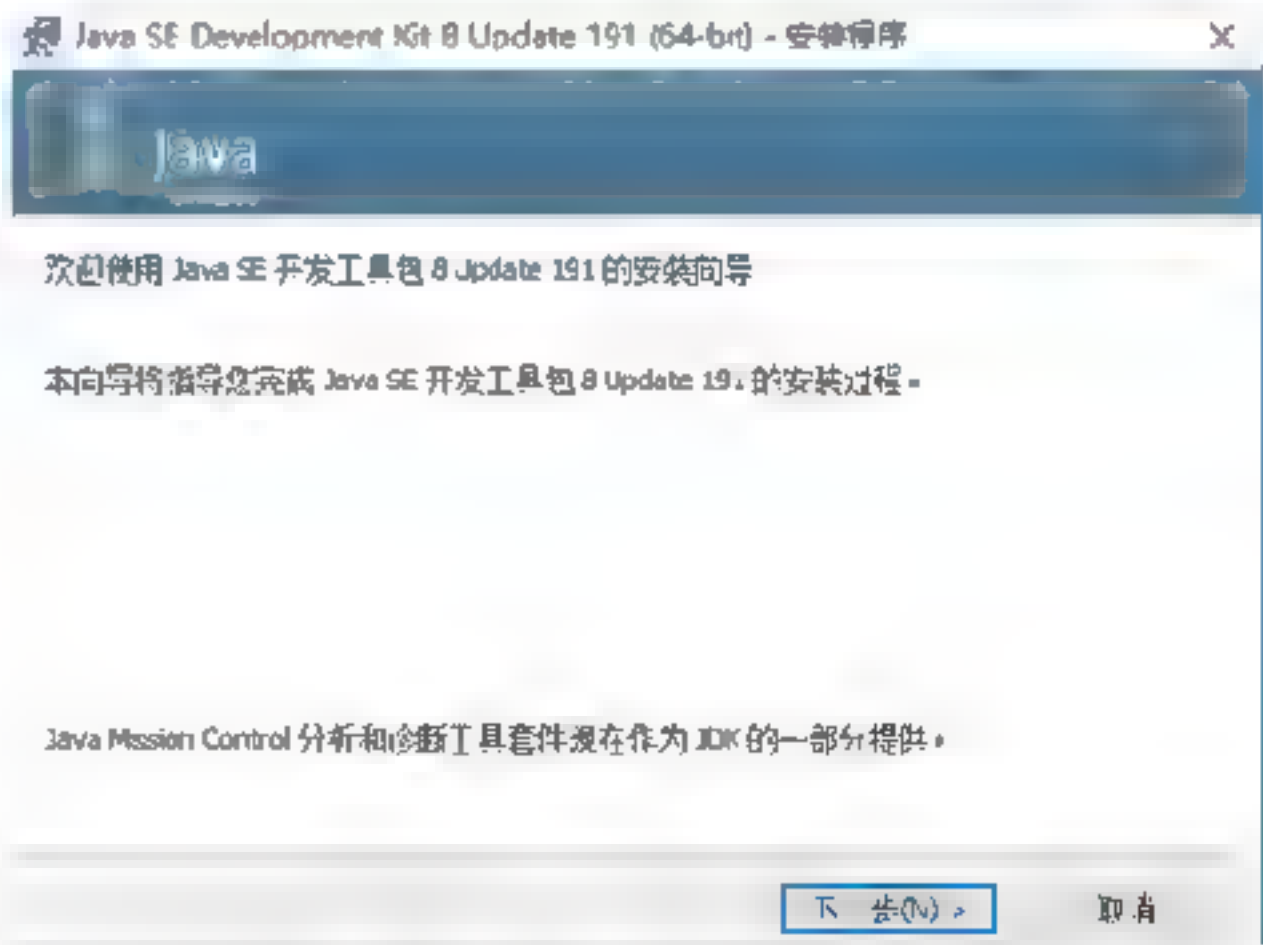 Java SE Development Kit 8 Update 191 (64-bit) - 安装程序
Java
欢迎使用 Java SE 开发工具包 8 Update 191 的安装向导
本向导将指导您完成 Java SE 开发工具包 8 Update 191 的安装过程。
Java Mission Control 分析和诊断工具套件现在作为 JDK 的一部分提供。
下一步(N) >
取消